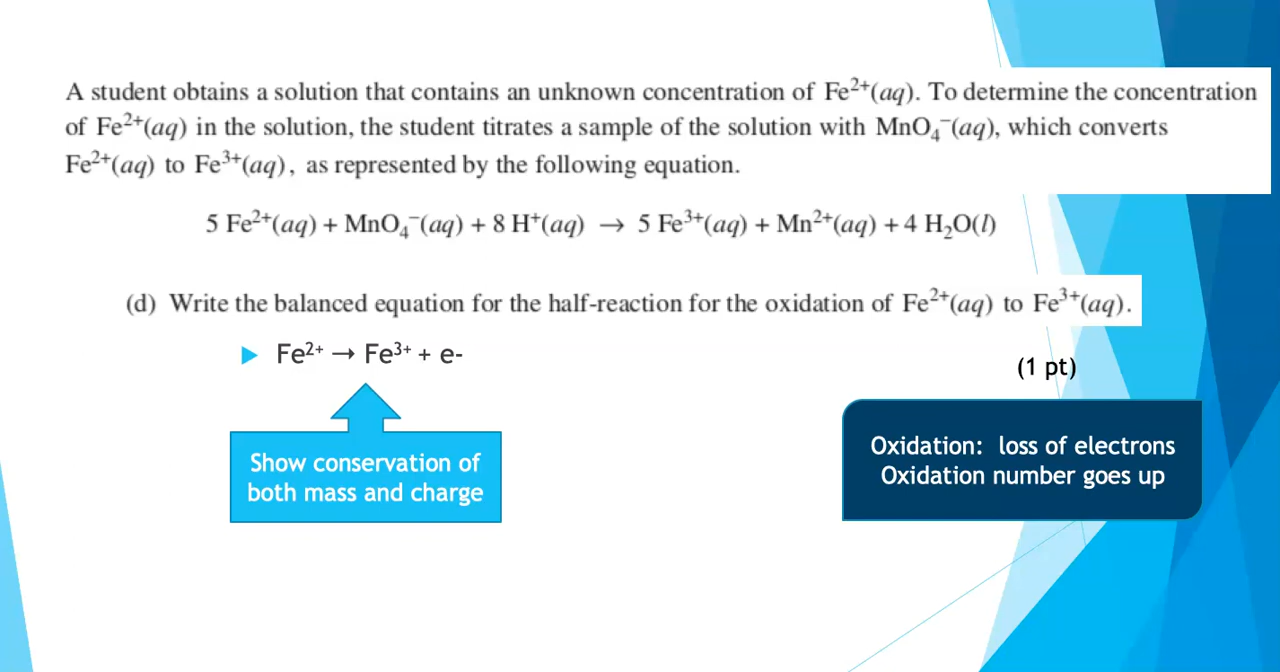 A student obtains a solution that contains an unknown concentration of Fe²⁺(aq). To determine the concentration
of Fe²⁺(aq) in the solution, the student titrates a sample of the solution with MnO₄⁻(aq), which converts
Fe²⁺(aq) to Fe³⁺(aq), as represented by the following equation.
5 Fe²⁺(aq) + MnO₄⁻(aq) + 8 H⁺(aq) → 5 Fe³⁺(aq) + Mn²⁺(aq) + 4 H₂O(l)
(d) Write the balanced equation for the half-reaction for the oxidation of Fe²⁺(aq) to Fe³⁺(aq).
Fe²⁺ → Fe³⁺ + e-
(1 pt)
Show conservation of
both mass and charge
Oxidation: loss of electrons
Oxidation number goes up